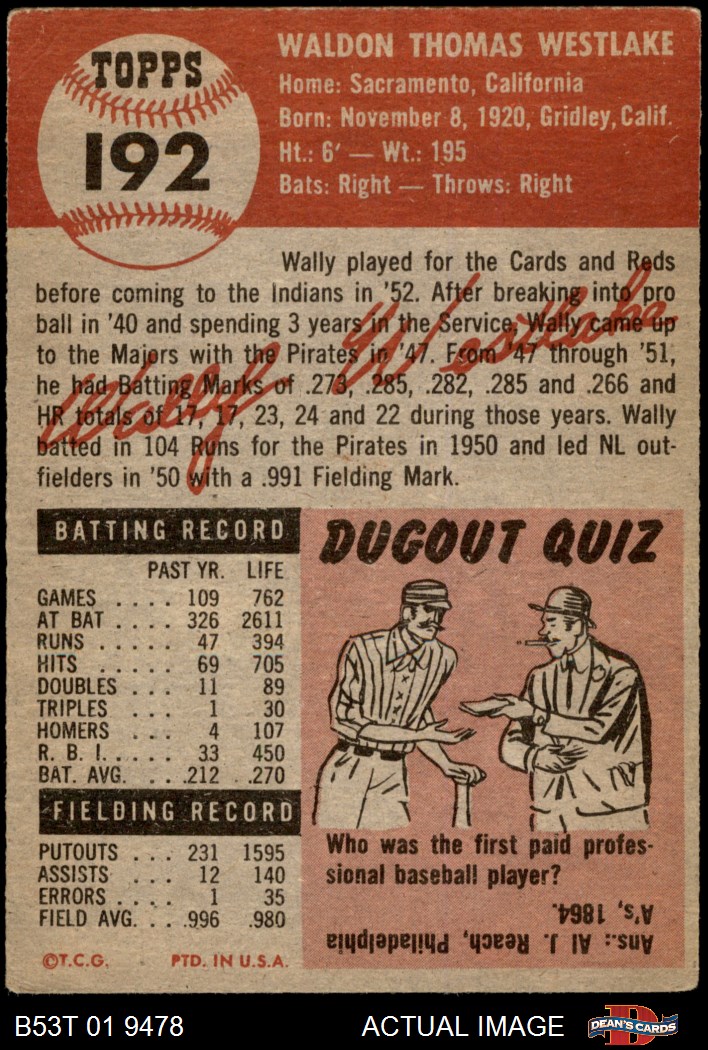 TOPPS
192
WALDON THOMAS WESTLAKE
Home: Sacramento, California
Born: November 8, 1920, Gridley, Calif.
Ht.: 6' — Wt.: 195
Bats: Right — Throws: Right
Wally played for the Cards and Reds
before coming to the Indians in '52. After breaking into pro
ball in '40 and spending 3 years in the Service, Wally came up
to the Majors with the Pirates in '47. From '47 through '51,
he had Batting Marks of .273, .285, .282, .285 and .266 and
HR totals of 17, 17, 23, 24 and 22 during those years. Wally
batted in 104 Runs for the Pirates in 1950 and led NL out-
fielders in '50 with a .991 Fielding Mark.
Wally Westlake
BATTING RECORD
PAST YR. LIFE
GAMES .... 109 762
AT BAT .... 326 2611
RUNS ..... 47 394
HITS ..... 69 705
DOUBLES ... 11 89
TRIPLES ... 1 30
HOMERS ... 4 107
R. B. I. .... 33 450
BAT. AVG. ... .212 .270
FIELDING RECORD
PUTOUTS ... 231 1595
ASSISTS ... 12 140
ERRORS .... 1 35
FIELD AVG. ... .996 .980
©T.C.G. PTD. IN U.S.A.
DUGOUT QUIZ
Who was the first paid profes-
sional baseball player?
Ans.: Al J. Reach, Philadelphia
A's, 1864.
B53T 01 9478
ACTUAL IMAGE
D
DEAN'S CARDS